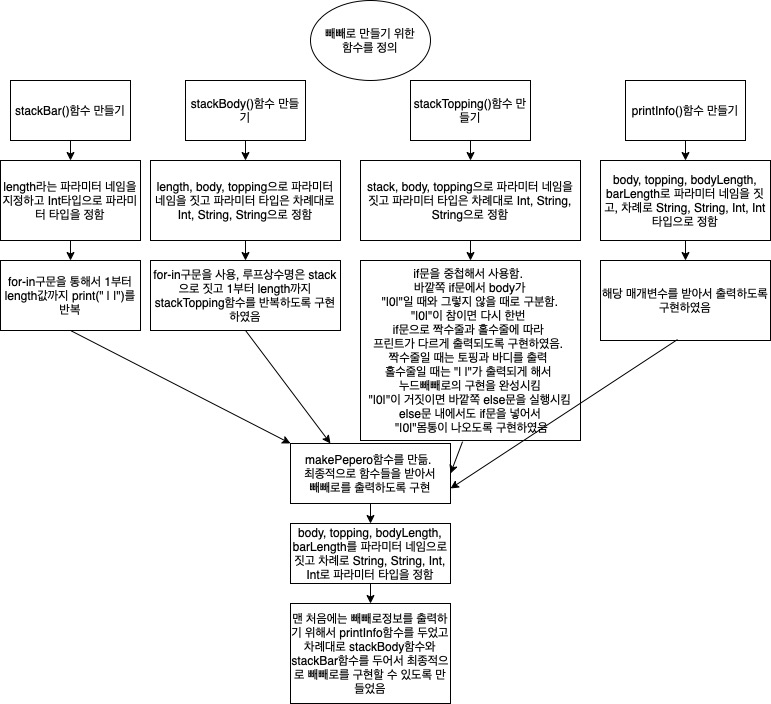 빼빼로 만들기 위한
함수를 정의
stackBar()함수 만들기
stackBody()함수 만들
기
stackTopping()함수 만
들기
printInfo()함수 만들기
length라는 파라미터 네임을
지정하고 Int타입으로 파라미
터 타입을 정함
length, body, topping으로 파라미터
네임을 짓고 파라미터 타입은 차례대로
Int, String, String으로 정함
stack, body, topping으로 파라미터 네임을
짓고 파라미터 타입은 차례대로 Int, String,
String으로 정함
body, topping, bodyLength,
barLength로 파라미터 네임을 짓
고, 차례로 String, String, Int, Int
타입으로 정함
for-in구문을 통해서 1부터
length값까지 print(" | | ")를
반복
for-in구문을 사용, 루프상수명은 stack
으로 짓고 1부터 length까지
stackTopping함수를 반복하도록 구현
하였음
if문을 중첩해서 사용함.
바깥쪽 if문에서 body가
"|0|"일 때와 그렇지 않을 때로 구분함.
"|0|"이 참이면 다시 한번
if문으로 짝수줄과 홀수줄에 따라
프린트가 다르게 출력되도록 구현하였음.
짝수줄일 때는 토핑과 바디를 출력
홀수줄일 때는 "| |"가 출력되게 해서
누드빼빼로의 구현을 완성시킴
"|0|"이 거짓이면 바깥쪽 else문을 실행시킴
else문 내에서도 if문을 넣어서
"|0|"몸통이 나오도록 구현하였음
해당 매개변수를 받아서 출력하도록
구현하였음
makePepero함수를 만듦.
최종적으로 함수들을 받아서
빼빼로를 출력하도록 구현
body, topping, bodyLength,
barLength를 파라미터 네임으로
짓고 차례로 String, String, Int,
Int로 파라미터 타입을 정함
맨 처음에는 빼빼로정보를 출력하
기 위해서 printInfo함수를 두었고
차례대로 stackBody함수와
stackBar함수를 두어서 최종적으
로 빼빼로를 구현할 수 있도록 만
들었음